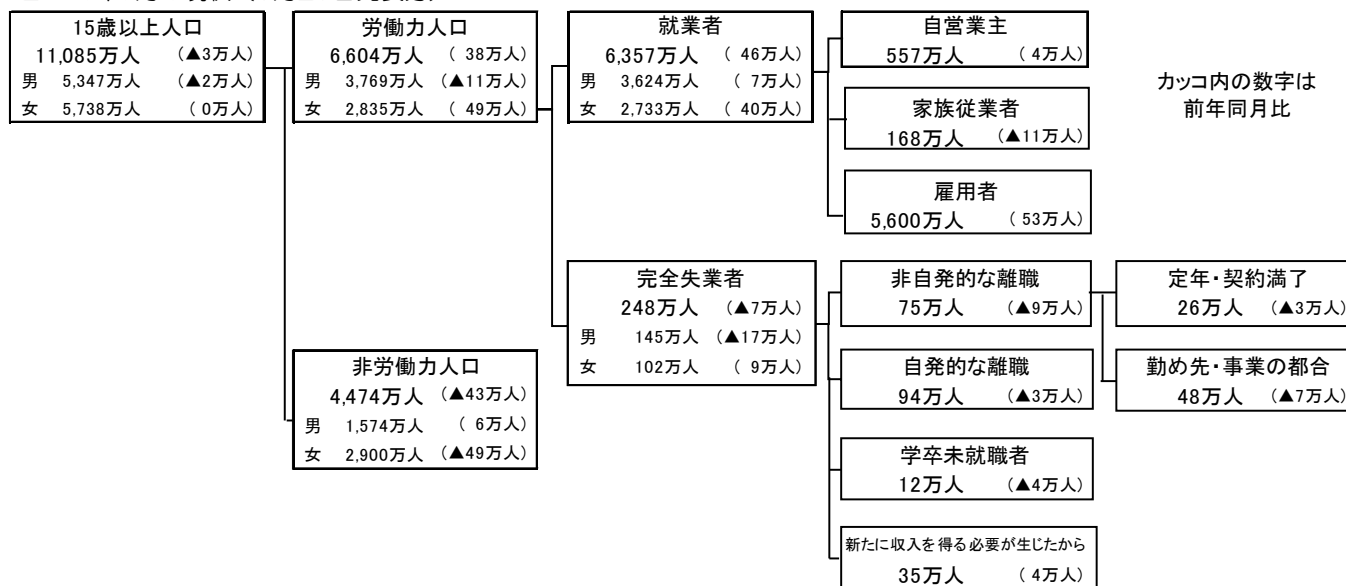 15歳以上人口
11,085万人 (▲3万人)
男 5,347万人 (▲2万人)
女 5,738万人 ( 0万人)
労働力人口
6,604万人 ( 38万人)
男 3,769万人 (▲11万人)
女 2,835万人 ( 49万人)
就業者
6,357万人 ( 46万人)
男 3,624万人 ( 7万人)
女 2,733万人 ( 40万人)
自営業主
557万人 ( 4万人)
カッコ内の数字は
前年同月比
家族従業者
168万人 (▲11万人)
雇用者
5,600万人 ( 53万人)
完全失業者
248万人 (▲7万人)
男 145万人 (▲17万人)
女 102万人 ( 9万人)
非自発的な離職
75万人 (▲9万人)
定年・契約満了
26万人 (▲3万人)
勤め先・事業の都合
48万人 (▲7万人)
自発的な離職
94万人 (▲3万人)
学卒未就職者
12万人 (▲4万人)
新たに収入を得る必要が生じたから
35万人 ( 4万人)
非労働力人口
4,474万人 (▲43万人)
男 1,574万人 ( 6万人)
女 2,900万人 (▲49万人)